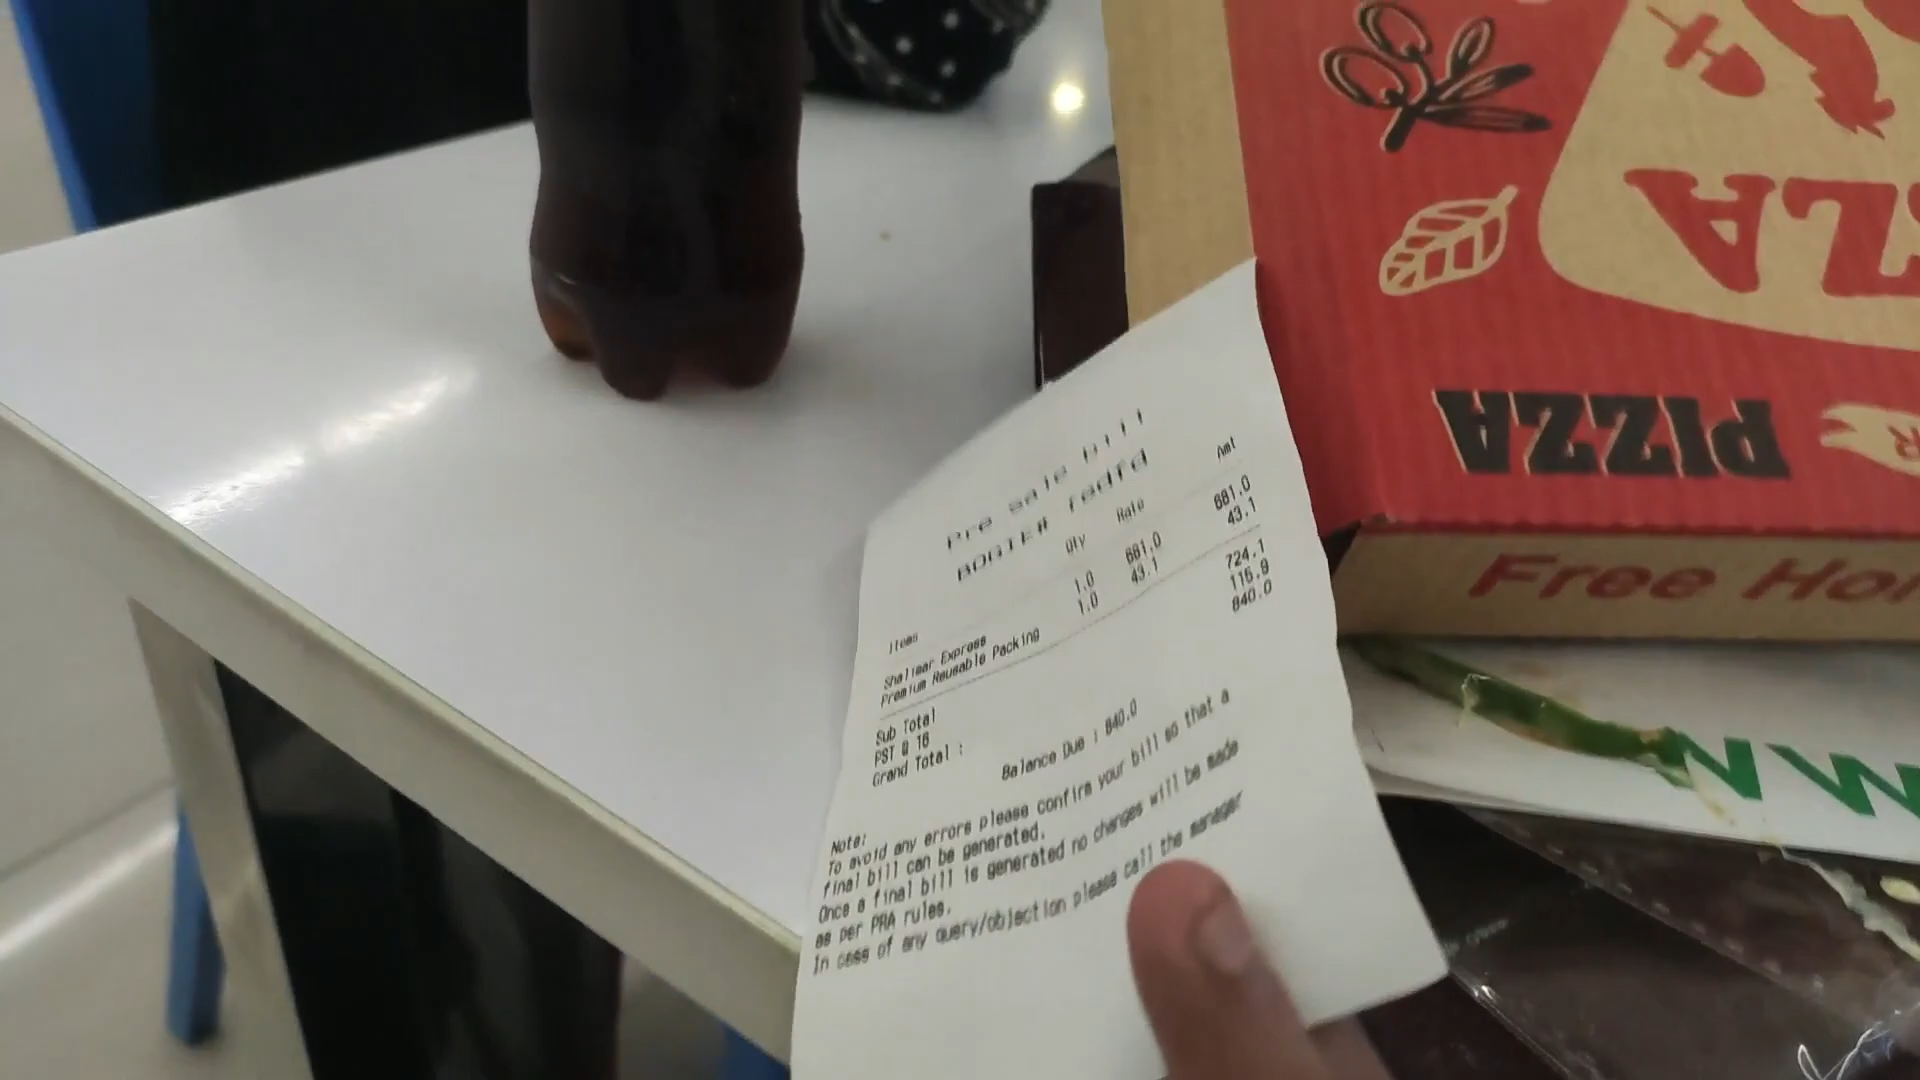 Pre sale bill
Items Qty Rate Amt
Shalimar Express 1.0 681.0 681.0
Premium Reusable Packing 1.0 43.1 43.1
Sub Total 724.1
PST @ 16 115.9
Grand Total : 840.0
Balance Due : 840.0
Note:
To avoid any errors please confirm your bill so that a
final bill can be generated.
Once a final bill is generated no changes will be made
as per PRA rules.
In case of any query/objection please call the manager
ZLA
PIZZA
Free Ho